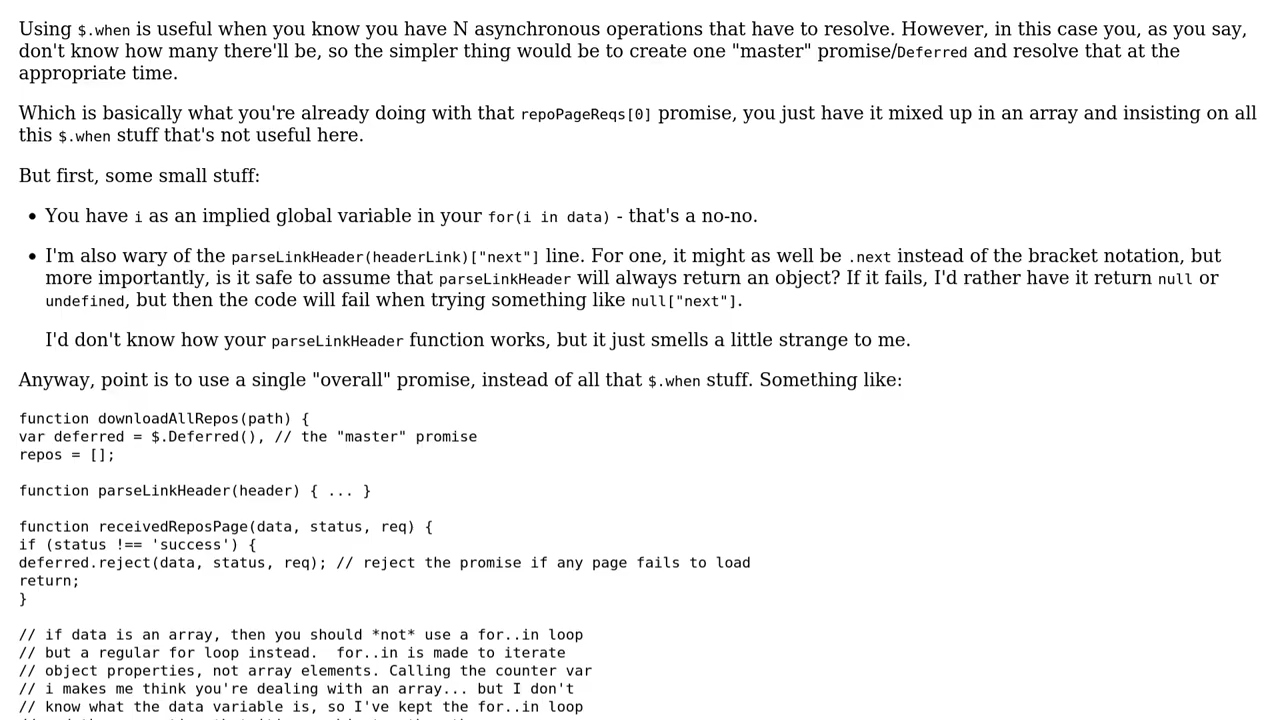 Using $.when is useful when you know you have N asynchronous operations that have to resolve. However, in this case you, as you say,
don't know how many there'll be, so the simpler thing would be to create one "master" promise/Deferred and resolve that at the
appropriate time.
Which is basically what you're already doing with that repoPageReqs[0] promise, you just have it mixed up in an array and insisting on all
this $.when stuff that's not useful here.
But first, some small stuff:
• You have i as an implied global variable in your for(i in data) - that's a no-no.
• I'm also wary of the parseLinkHeader(headerLink)["next"] line. For one, it might as well be .next instead of the bracket notation, but
more importantly, is it safe to assume that parseLinkHeader will always return an object? If it fails, I'd rather have it return null or
undefined, but then the code will fail when trying something like null["next"].
I'd don't know how your parseLinkHeader function works, but it just smells a little strange to me.
Anyway, point is to use a single "overall" promise, instead of all that $.when stuff. Something like:
function downloadAllRepos(path) {
var deferred = $.Deferred(), // the "master" promise
repos = [];
function parseLinkHeader(header) { ... }
function receivedReposPage(data, status, req) {
if (status !== 'success') {
deferred.reject(data, status, req); // reject the promise if any page fails to load
return;
}
// if data is an array, then you should *not* use a for..in loop
// but a regular for loop instead.  for..in is made to iterate
// object properties, not array elements. Calling the counter var
// i makes me think you're dealing with an array... but I don't
// know what the data variable is, so I've kept the for..in loop